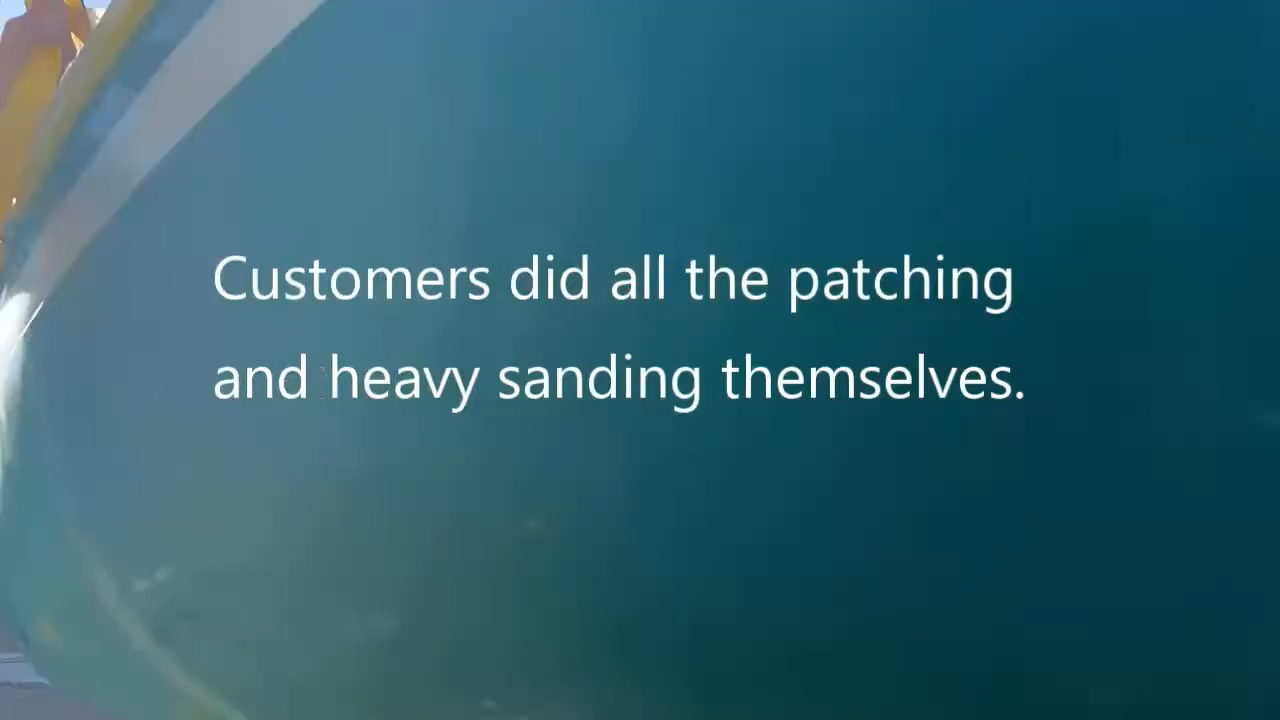 Customers did all the patching
and heavy sanding themselves.